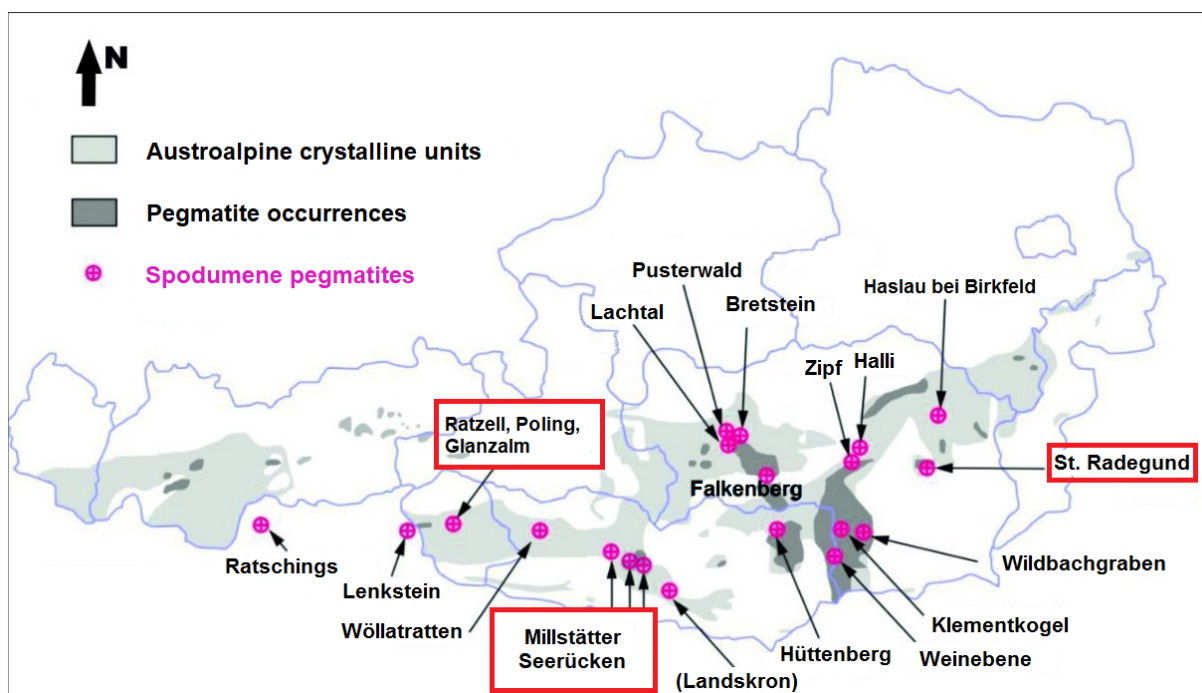 N
Austroalpine crystalline units
Pegmatite occurrences
Spodumene pegmatites
Pusterwald
Bretstein
Lachtal
Haslau bei Birkfeld
Zipf
Halli
Ratzell, Poling,
Glanzalm
St. Radegund
Falkenberg
Ratschings
Lenkstein
Wöllatratten
Millstätter
Seerücken
(Landskron)
Hüttenberg
Wildbachgraben
Klementkogel
Weinebene